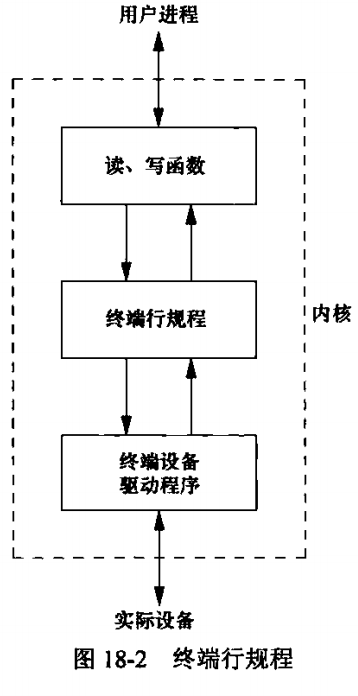 用户进程
读、写函数
终端行规程
内核
终端设备
驱动程序
实际设备
图 18-2 终端行规程